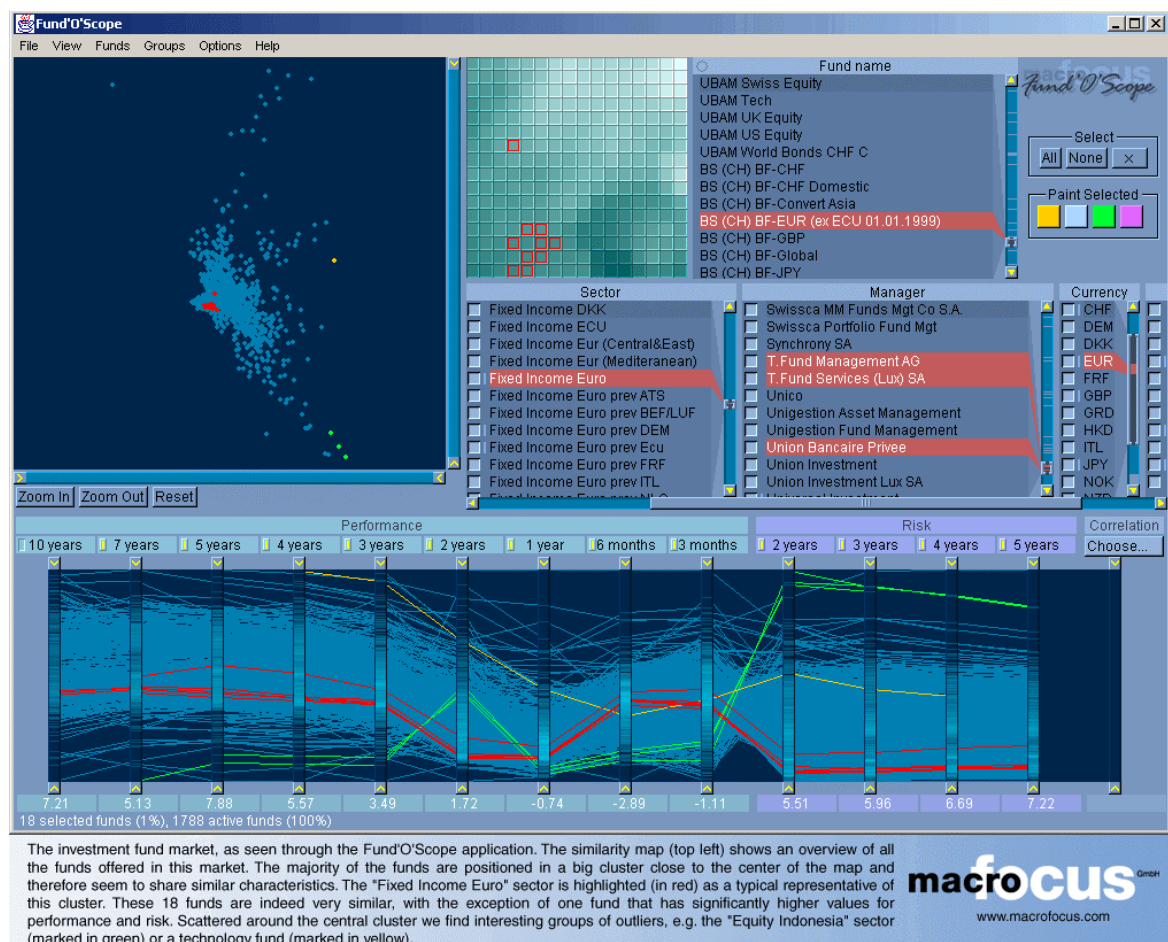 Fund'O'Scope
File View Funds Groups Options Help
Fund name
UBAM Swiss Equity
UBAM Tech
UBAM UK Equity
UBAM US Equity
UBAM World Bonds CHF C
BS (CH) BF-CHF
BS (CH) BF-CHF Domestic
BS (CH) BF-Convert Asia
BS (CH) BF-EUR (ex ECU 01.01.1999)
BS (CH) BF-GBP
BS (CH) BF-Global
BS (CH) BF-JPY
macrofocus
Fund'O'Scope
Select
All None ×
Paint Selected
Sector
Fixed Income DKK
Fixed Income ECU
Fixed Income Eur (Central&East)
Fixed Income Eur (Mediteranean)
Fixed Income Euro
Fixed Income Euro prev ATS
Fixed Income Euro prev BEF/LUF
Fixed Income Euro prev DEM
Fixed Income Euro prev Ecu
Fixed Income Euro prev FRF
Fixed Income Euro prev ITL
Fixed Income Euro prev NLG
Manager
Swissca MM Funds Mgt Co S.A.
Swissca Portfolio Fund Mgt
Synchrony SA
T.Fund Management AG
T.Fund Services (Lux) SA
Unico
Unigestion Asset Management
Unigestion Fund Management
Union Bancaire Privee
Union Investment
Union Investment Lux SA
Universal Investment
Currency
CHF
DEM
DKK
EUR
FRF
GBP
GRD
HKD
ITL
JPY
NOK
NZD
Zoom In Zoom Out Reset
Performance Risk Correlation
10 years 7 years 5 years 4 years 3 years 2 years 1 year 6 months 3 months 2 years 3 years 4 years 5 years Choose...
7.21 5.13 7.88 5.57 3.49 1.72 -0.74 -2.89 -1.11 5.51 5.96 6.69 7.22
18 selected funds (1%), 1788 active funds (100%)
The investment fund market, as seen through the Fund'O'Scope application. The similarity map (top left) shows an overview of all
the funds offered in this market. The majority of the funds are positioned in a big cluster close to the center of the map and
therefore seem to share similar characteristics. The "Fixed Income Euro" sector is highlighted (in red) as a typical representative of
this cluster. These 18 funds are indeed very similar, with the exception of one fund that has significantly higher values for
performance and risk. Scattered around the central cluster we find interesting groups of outliers, e.g. the "Equity Indonesia" sector
(marked in green) or a technology fund (marked in yellow).
macrofocus GmbH
www.macrofocus.com